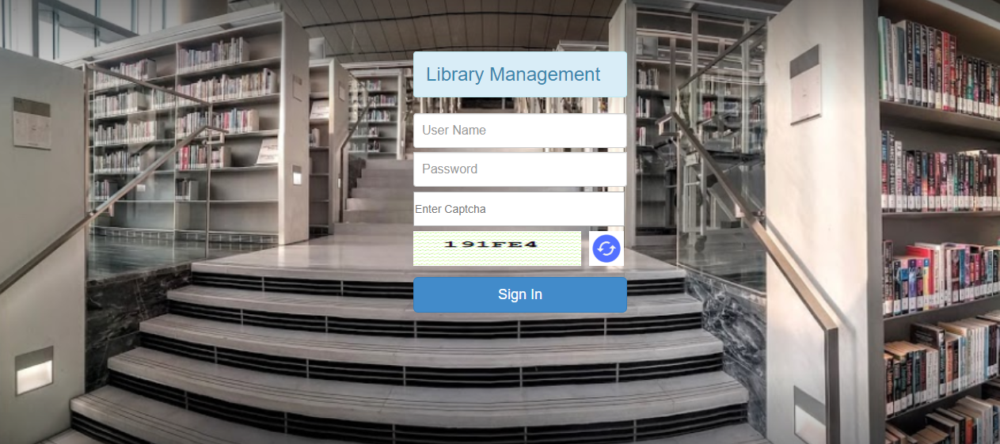 Library Management
User Name
Password
Enter Captcha
191FE4
Sign In